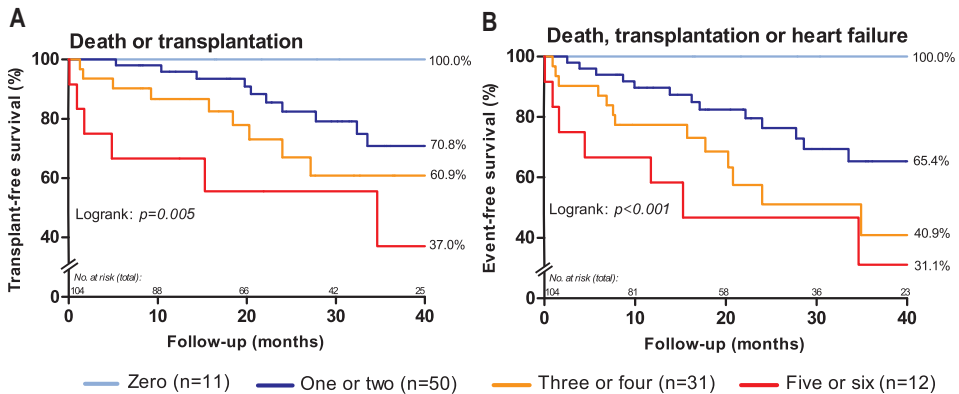 A
Death or transplantation
Transplant-free survival (%)
100
80
60
40
0
100.0%
70.8%
60.9%
37.0%
Logrank: p=0.005
No. at risk (total):
104 88 66 42 25
0 10 20 30 40
Follow-up (months)
B
Death, transplantation or heart failure
Event-free survival (%)
100
80
60
40
0
100.0%
65.4%
40.9%
31.1%
Logrank: p<0.001
No. at risk (total):
104 81 58 36 23
0 10 20 30 40
Follow-up (months)
Zero (n=11) One or two (n=50) Three or four (n=31) Five or six (n=12)